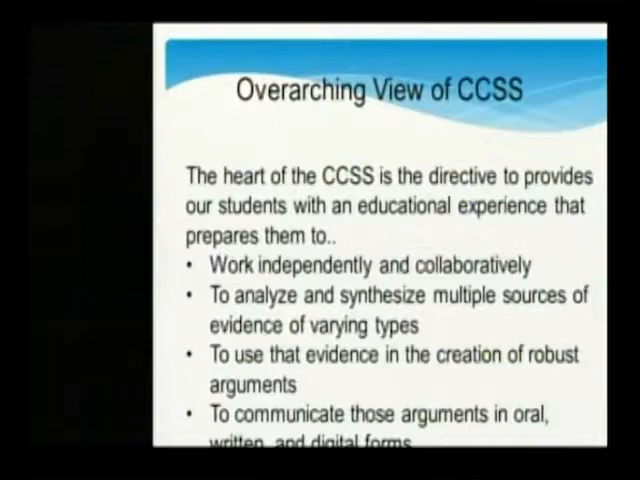 Overarching View of CCSS
The heart of the CCSS is the directive to provides
our students with an educational experience that
prepares them to..
• Work independently and collaboratively
• To analyze and synthesize multiple sources of
evidence of varying types
• To use that evidence in the creation of robust
arguments
• To communicate those arguments in oral,
written, and digital forms